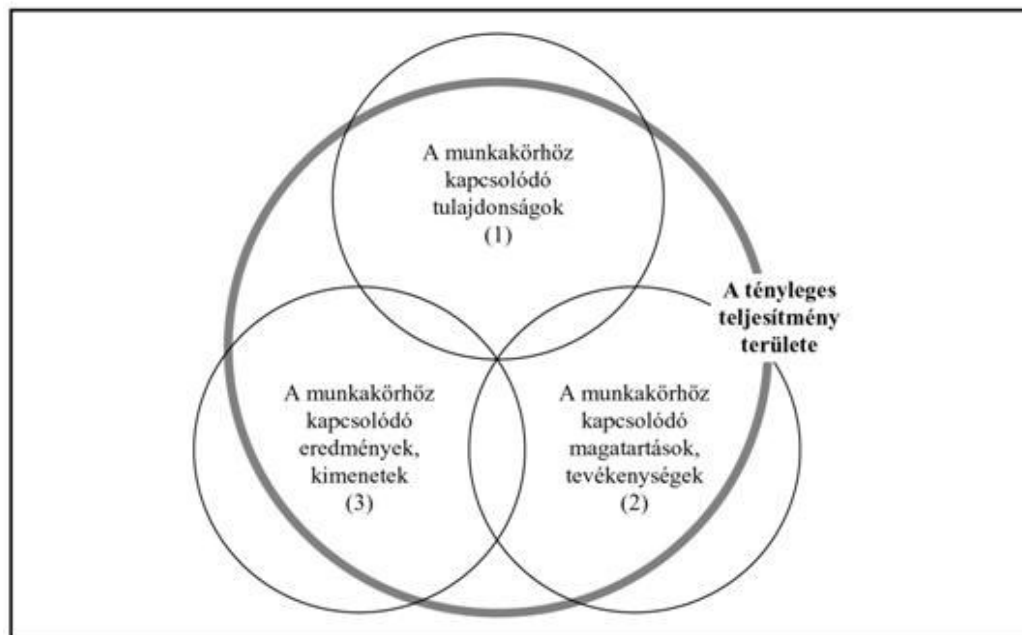 A munkakörhöz
kapcsolódó
tulajdonságok
(1)
A tényleges
teljesítmény
területe
A munkakörhöz
kapcsolódó
eredmények,
kimenetek
(3)
A munkakörhöz
kapcsolódó
magatartások,
tevékenységek
(2)